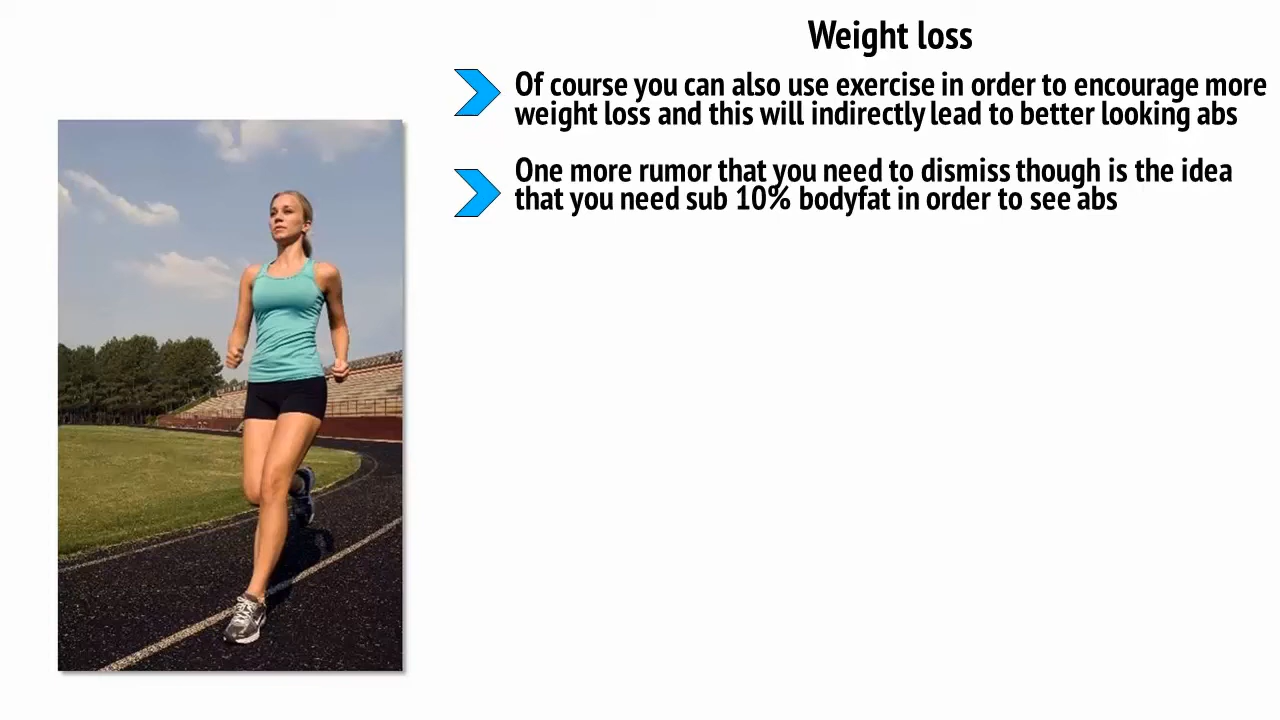 Weight loss
Of course you can also use exercise in order to encourage more
weight loss and this will indirectly lead to better looking abs
One more rumor that you need to dismiss though is the idea
that you need sub 10% bodyfat in order to see abs